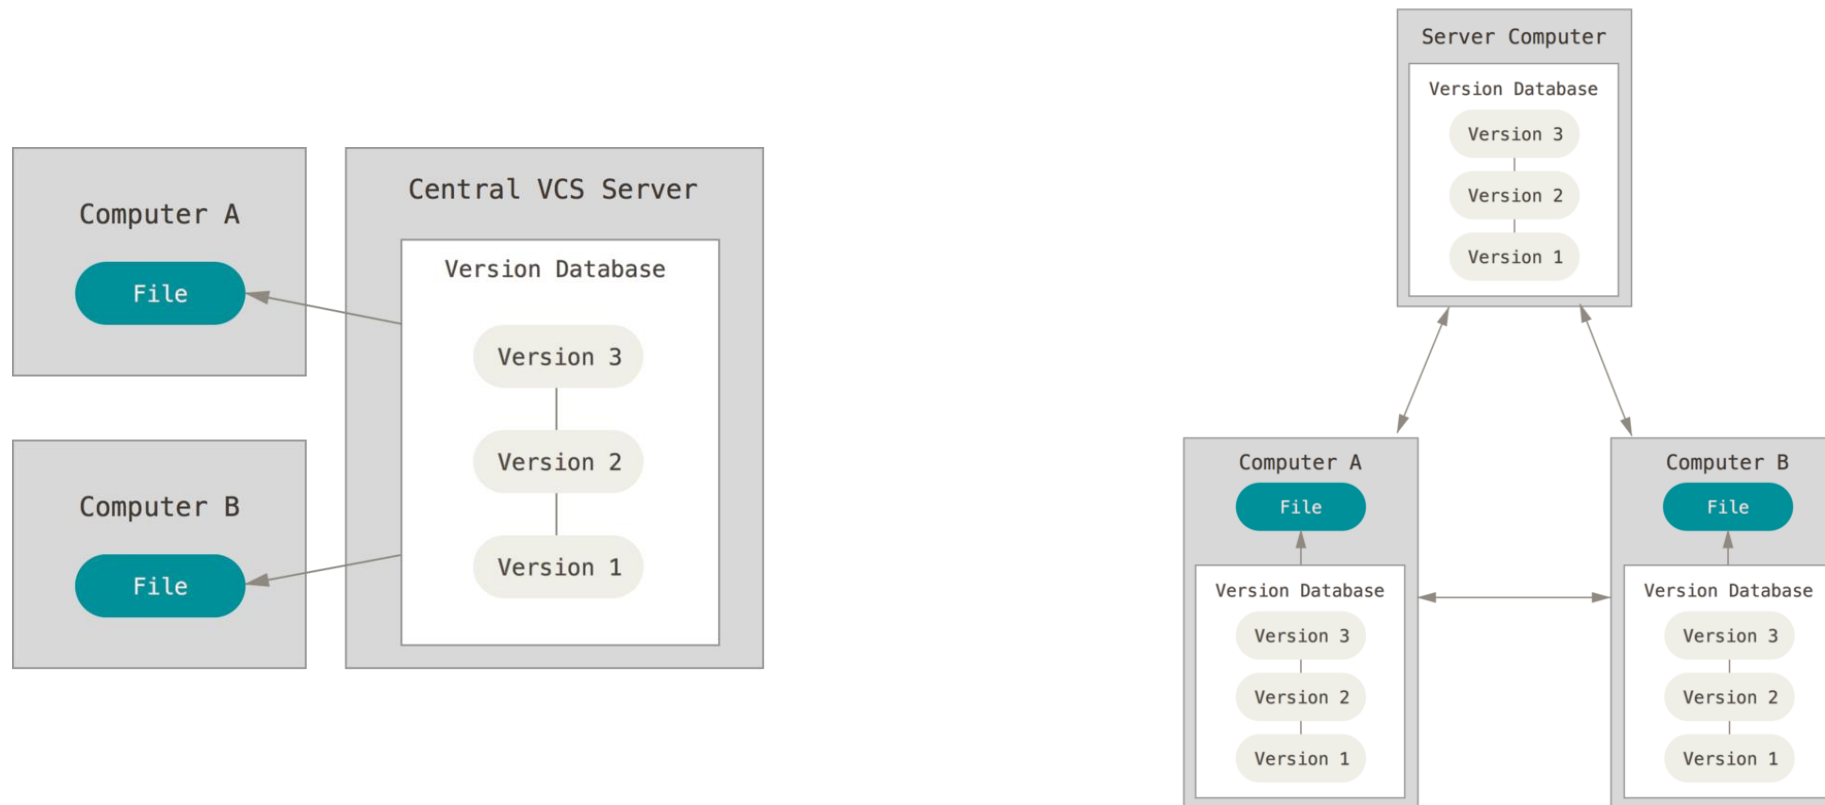 Computer A
File
Computer B
File
Central VCS Server
Version Database
Version 3
Version 2
Version 1
Server Computer
Version Database
Version 3
Version 2
Version 1
Computer A
File
Version Database
Version 3
Version 2
Version 1
Computer B
File
Version Database
Version 3
Version 2
Version 1